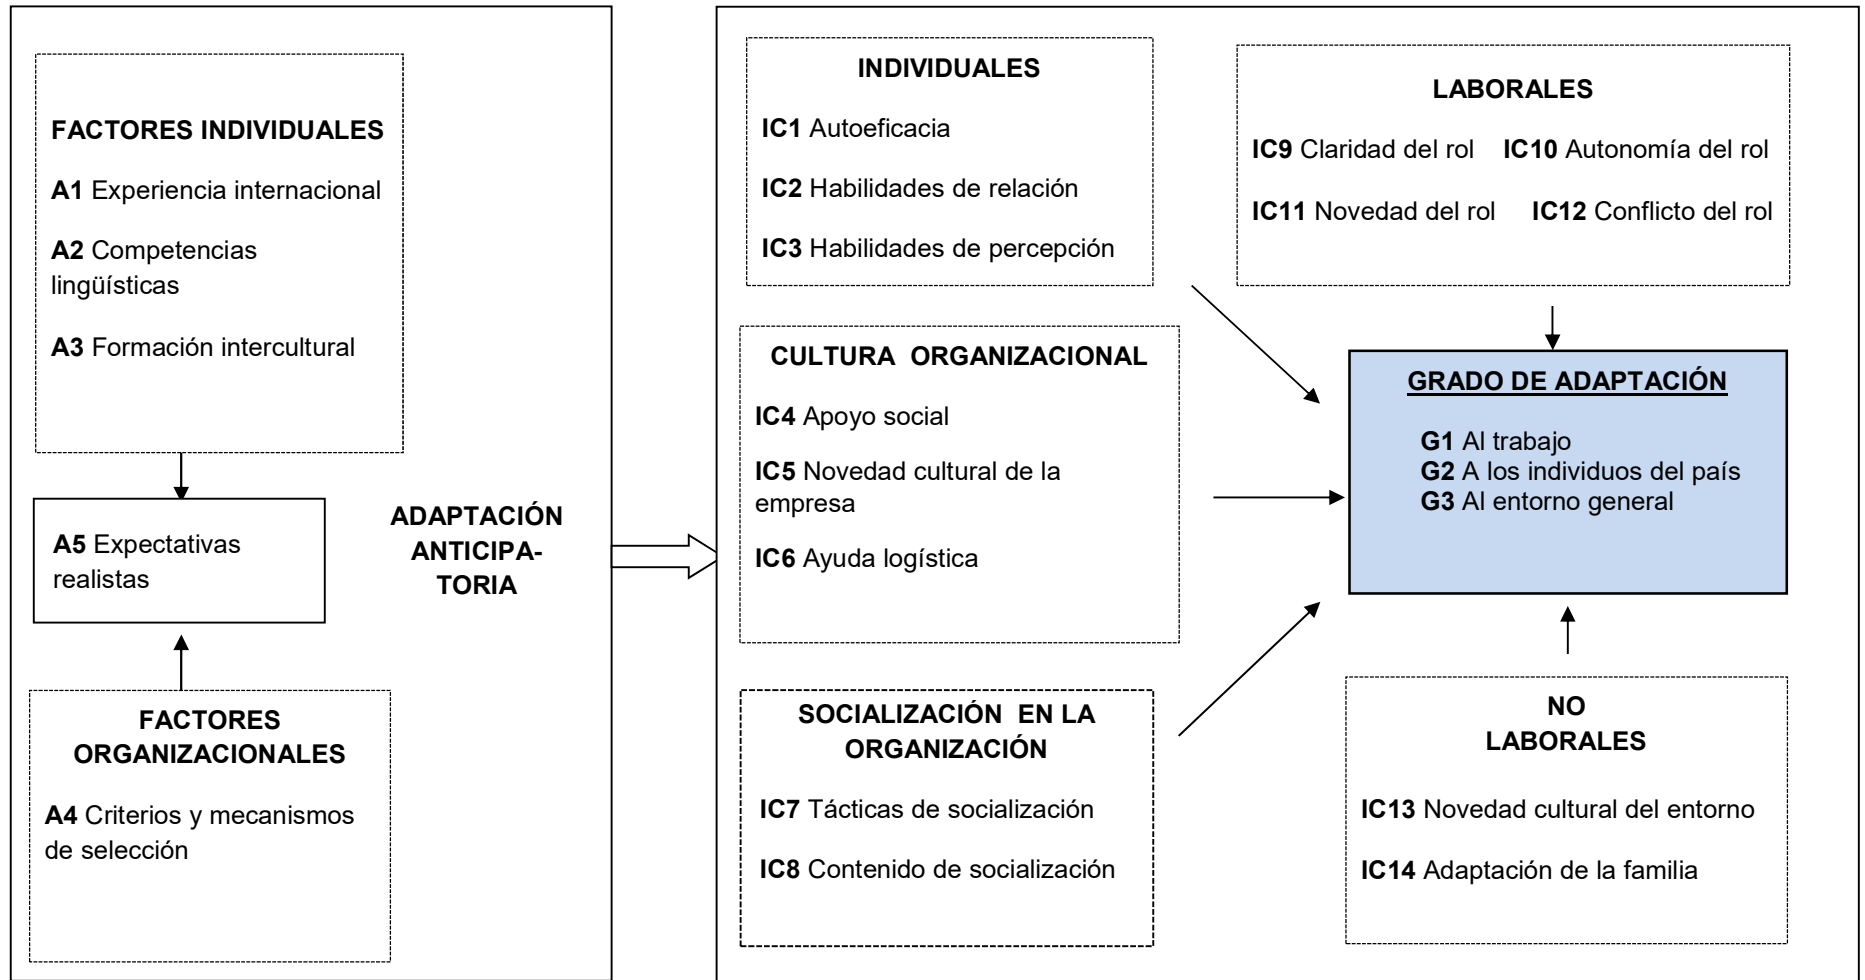 FACTORES INDIVIDUALES
A1 Experiencia internacional
A2 Competencias
lingüísticas
A3 Formación intercultural
A5 Expectativas
realistas
ADAPTACIÓN
ANTICIPA-
TORIA
FACTORES
ORGANIZACIONALES
A4 Criterios y mecanismos
de selección
INDIVIDUALES
IC1 Autoeficacia
IC2 Habilidades de relación
IC3 Habilidades de percepción
CULTURA ORGANIZACIONAL
IC4 Apoyo social
IC5 Novedad cultural de la
empresa
IC6 Ayuda logística
SOCIALIZACIÓN EN LA
ORGANIZACIÓN
IC7 Tácticas de socialización
IC8 Contenido de socialización
LABORALES
IC9 Claridad del rol IC10 Autonomía del rol
IC11 Novedad del rol IC12 Conflicto del rol
GRADO DE ADAPTACIÓN
G1 Al trabajo
G2 A los individuos del país
G3 Al entorno general
NO
LABORALES
IC13 Novedad cultural del entorno
IC14 Adaptación de la familia